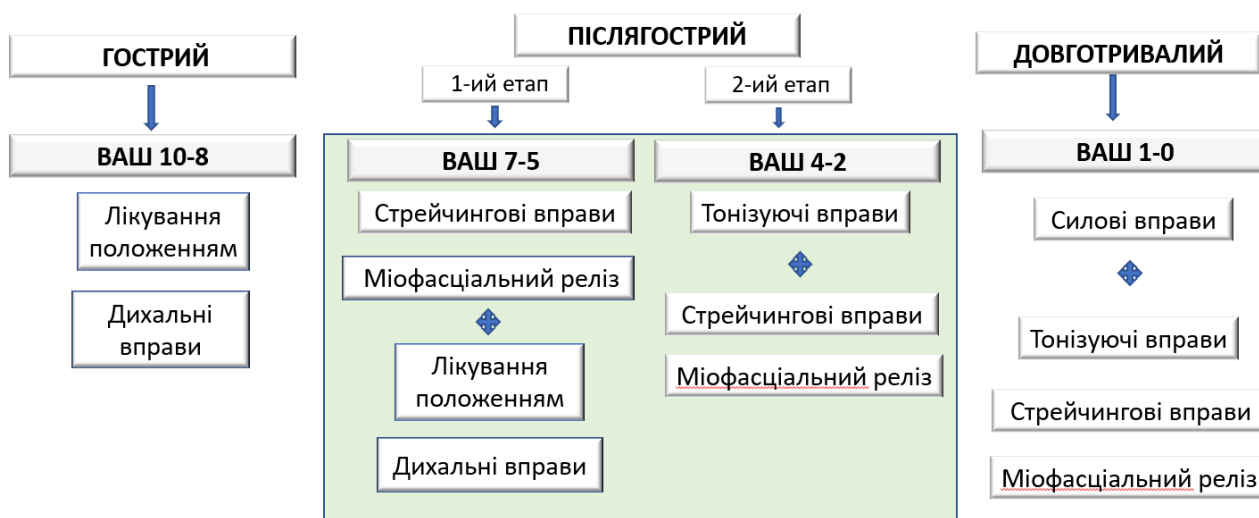 ГОСТРИЙ
ВАШ 10-8
Лікування
положенням
Дихальні
вправи
ПІСЛЯГОСТРИЙ
1-ий етап
ВАШ 7-5
Стрейчингові вправи
Міофасціальний реліз
Лікування
положенням
Дихальні вправи
2-ий етап
ВАШ 4-2
Тонізуючі вправи
Стрейчингові вправи
Міофасціальний реліз
ДОВГОТРИВАЛИЙ
ВАШ 1-0
Силові вправи
Тонізуючі вправи
Стрейчингові вправи
Міофасціальний реліз